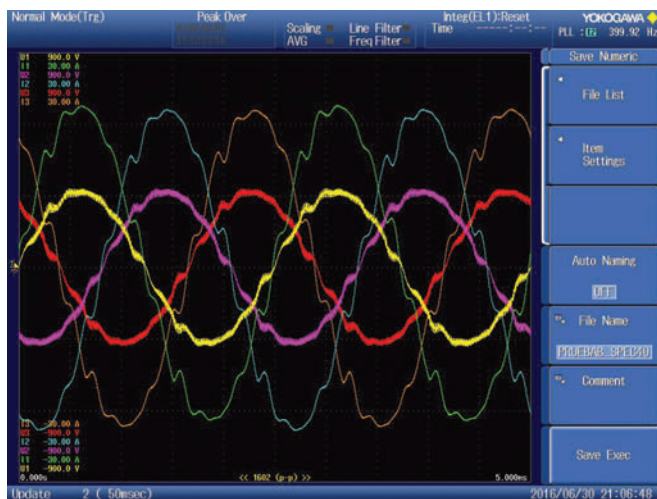 Normal Mode(Trg)
Peak Over
Scaling
AVG
Line Filter
Freq Filter
Integ(EL1):Reset
Time -----:--:--
YOKOGAWA
PLL : U2 399.92 Hz
Save Numeric
File List
Item
Settings
Auto Naming
OFF
File Name
PRUEBAB_SPEC40
Comment
Save Exec
U1 900.0 V
I1 30.00 A
U2 900.0 V
I2 30.00 A
U3 900.0 V
I3 30.00 A
I3 -30.00 A
U3 -900.0 V
I2 -30.00 A
U2 -900.0 V
I1 -30.00 A
U1 -900.0 V
0.000s
<< 1602 (p-p) >>
5.000ms
Update 2 ( 50msec)
2016/06/30 21:06:48